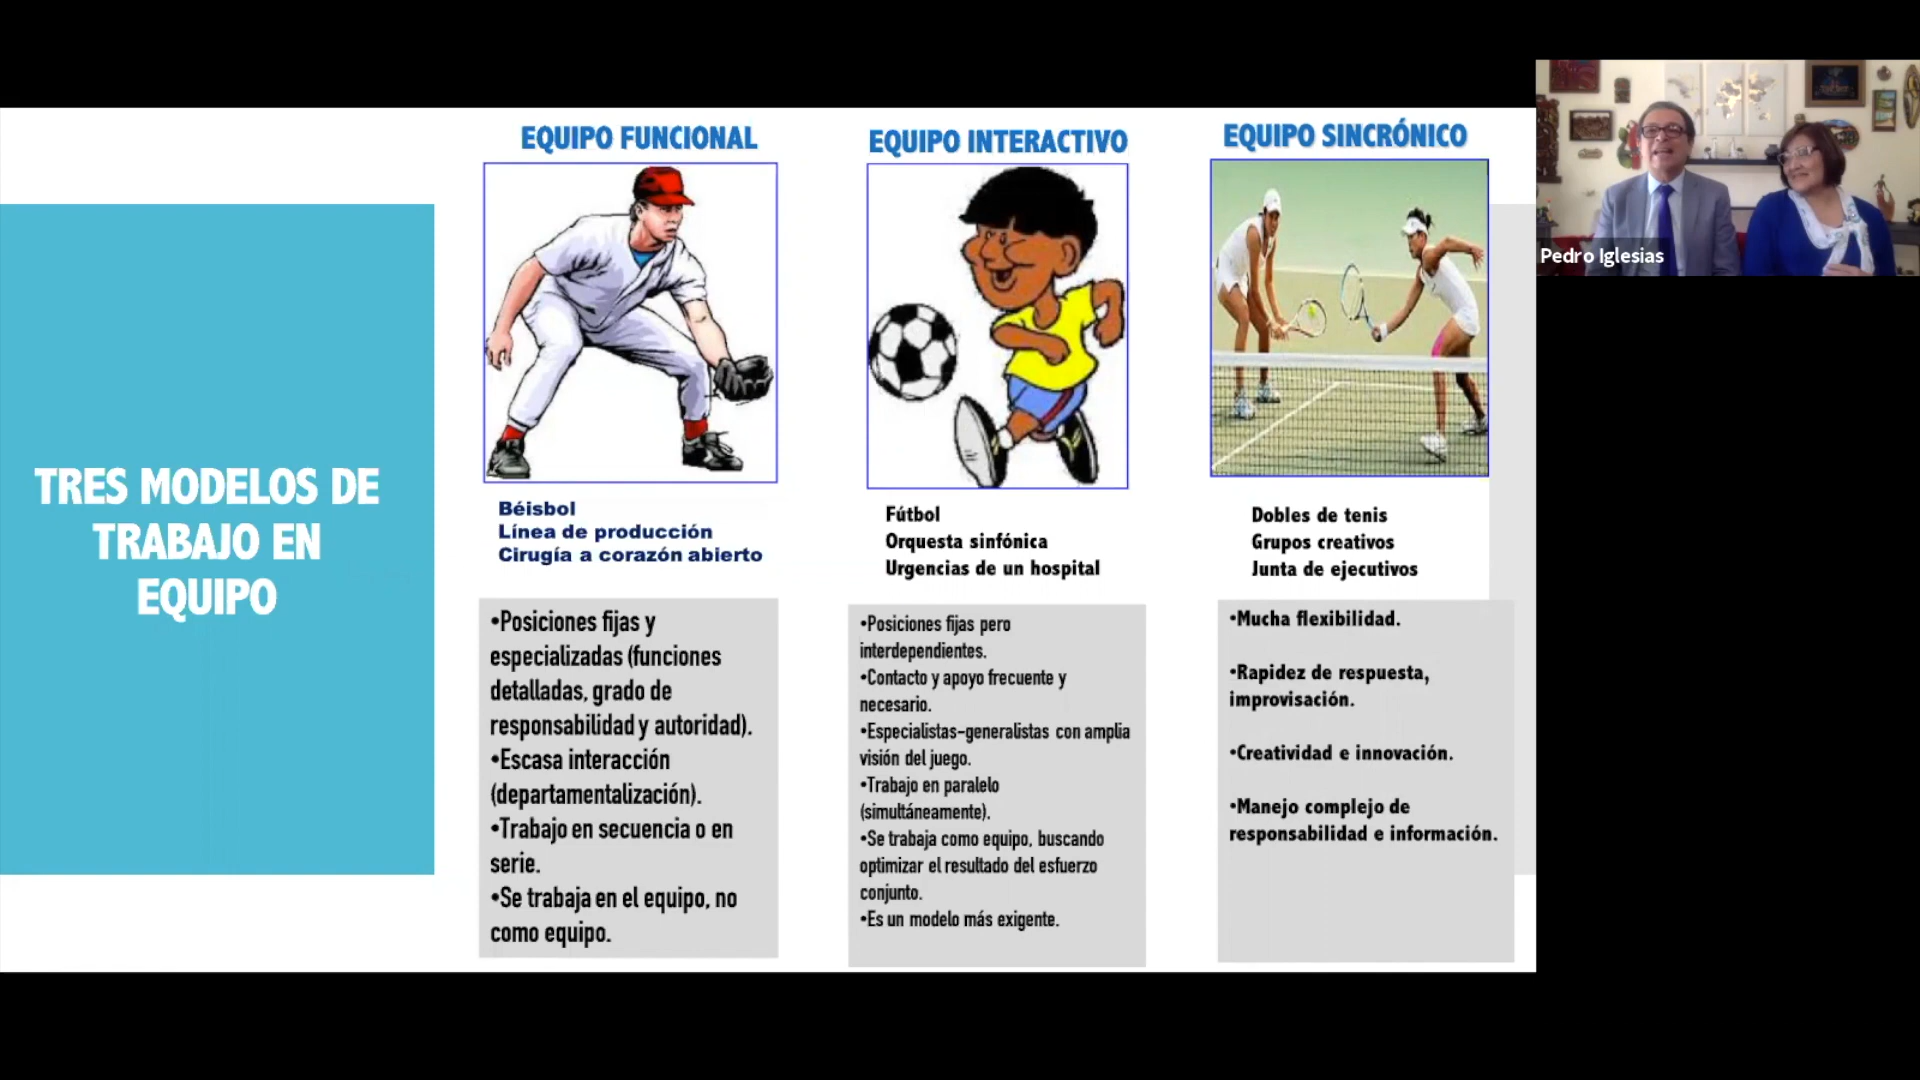 TRES MODELOS DE
TRABAJO EN
EQUIPO
EQUIPO FUNCIONAL
Béisbol
Línea de producción
Cirugía a corazón abierto
•Posiciones fijas y
especializadas (funciones
detalladas, grado de
responsabilidad y autoridad).
•Escasa interacción
(departamentalización).
•Trabajo en secuencia o en
serie.
•Se trabaja en el equipo, no
como equipo.
EQUIPO INTERACTIVO
Fútbol
Orquesta sinfónica
Urgencias de un hospital
•Posiciones fijas pero
interdependientes.
•Contacto y apoyo frecuente y
necesario.
•Especialistas-generalistas con amplia
visión del juego.
•Trabajo en paralelo
(simultáneamente).
•Se trabaja como equipo, buscando
optimizar el resultado del esfuerzo
conjunto.
•Es un modelo más exigente.
EQUIPO SINCRÓNICO
Dobles de tenis
Grupos creativos
Junta de ejecutivos
•Mucha flexibilidad.
•Rapidez de respuesta,
improvisación.
•Creatividad e innovación.
•Manejo complejo de
responsabilidad e información.
Pedro Iglesias